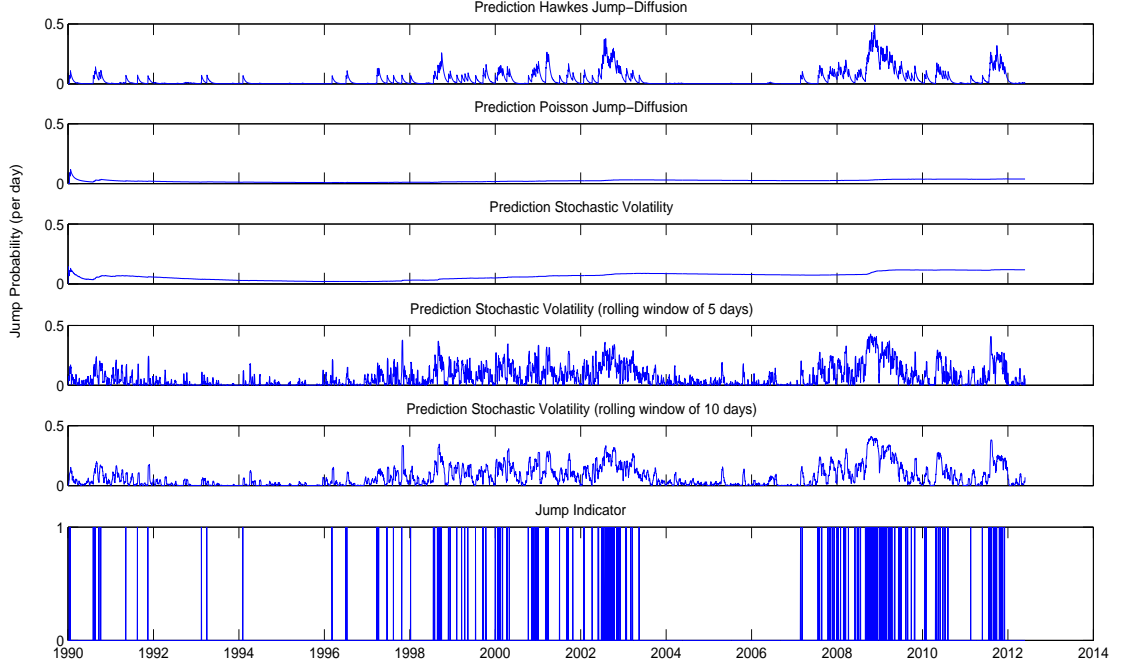 Prediction Hawkes Jump−Diffusion
0.5
0
Prediction Poisson Jump−Diffusion
0.5
0
Prediction Stochastic Volatility
0.5
0
Prediction Stochastic Volatility (rolling window of 5 days)
0.5
0
Prediction Stochastic Volatility (rolling window of 10 days)
0.5
0
Jump Indicator
1
0
1990 1992 1994 1996 1998 2000 2002 2004 2006 2008 2010 2012 2014
Jump Probability (per day)